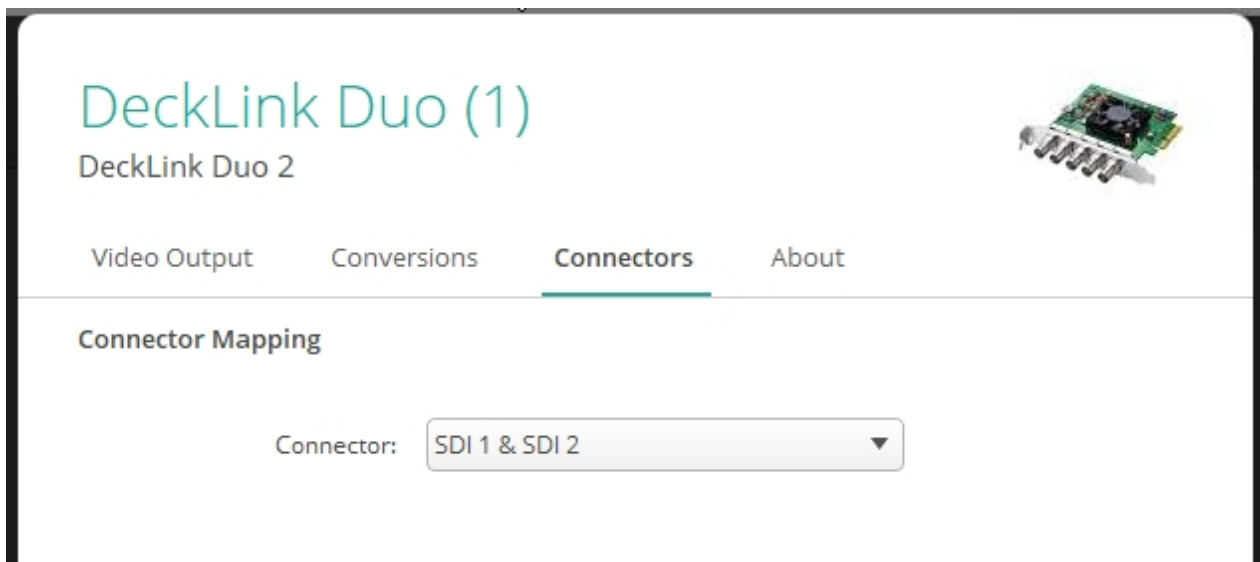 DeckLink Duo (1)
DeckLink Duo 2
Video Output Conversions Connectors About
Connector Mapping
Connector: SDI 1 & SDI 2